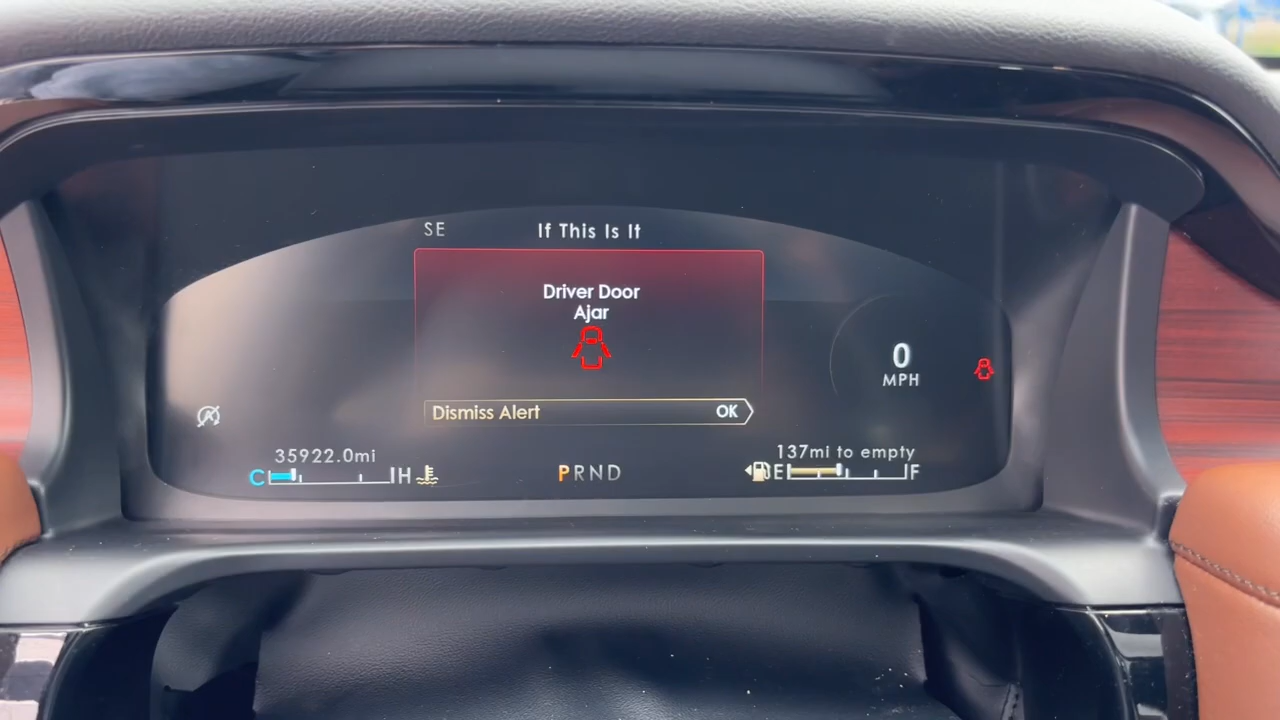 SE
If This Is It
Driver Door
Ajar
0
MPH
Dismiss Alert
OK
35922.0mi
137mi to empty
C
H
PRND
E
F